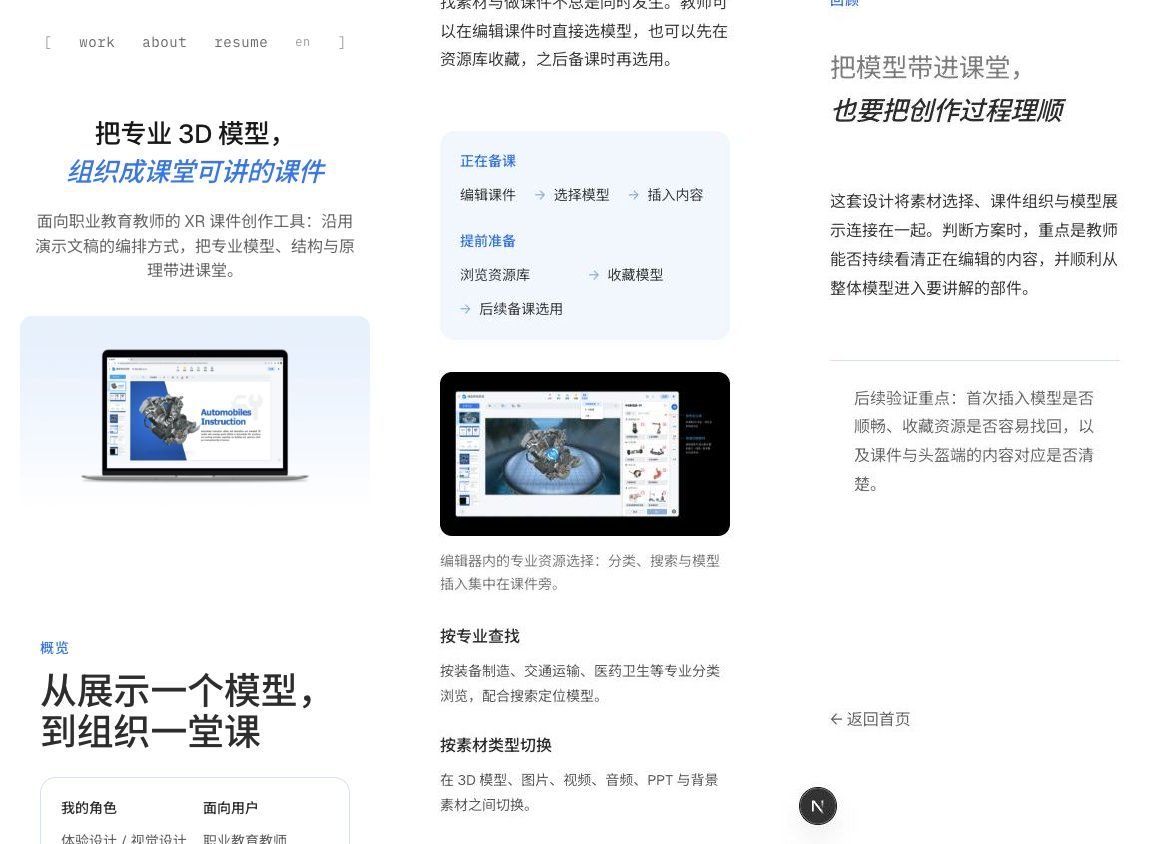 [ work about resume en ]
把专业 3D 模型，
组织成课堂可讲的课件
面向职业教育教师的 XR 课件创作工具：沿用
演示文稿的编排方式，把专业模型、结构与原
理带进课堂。
Automobiles
Instruction
概览
从展示一个模型，
到组织一堂课
我的角色 面向用户
体验设计 / 视觉设计 职业教育教师
找素材与做课件不总是同时发生。教师可
以在编辑课件时直接选模型，也可以先在
资源库收藏，之后备课时再选用。
正在备课
编辑课件 → 选择模型 → 插入内容
提前准备
浏览资源库 → 收藏模型
→ 后续备课选用
编辑器内的专业资源选择：分类、搜索与模型
插入集中在课件旁。
按专业查找
按装备制造、交通运输、医药卫生等专业分类
浏览，配合搜索定位模型。
按素材类型切换
在 3D 模型、图片、视频、音频、PPT 与背景
素材之间切换。
回顾
把模型带进课堂，
也要把创作过程理顺
这套设计将素材选择、课件组织与模型展
示连接在一起。判断方案时，重点是教师
能否持续看清正在编辑的内容，并顺利从
整体模型进入要讲解的部件。
后续验证重点：首次插入模型是否
顺畅、收藏资源是否容易找回，以
及课件与头盔端的内容对应是否清
楚。
← 返回首页
N